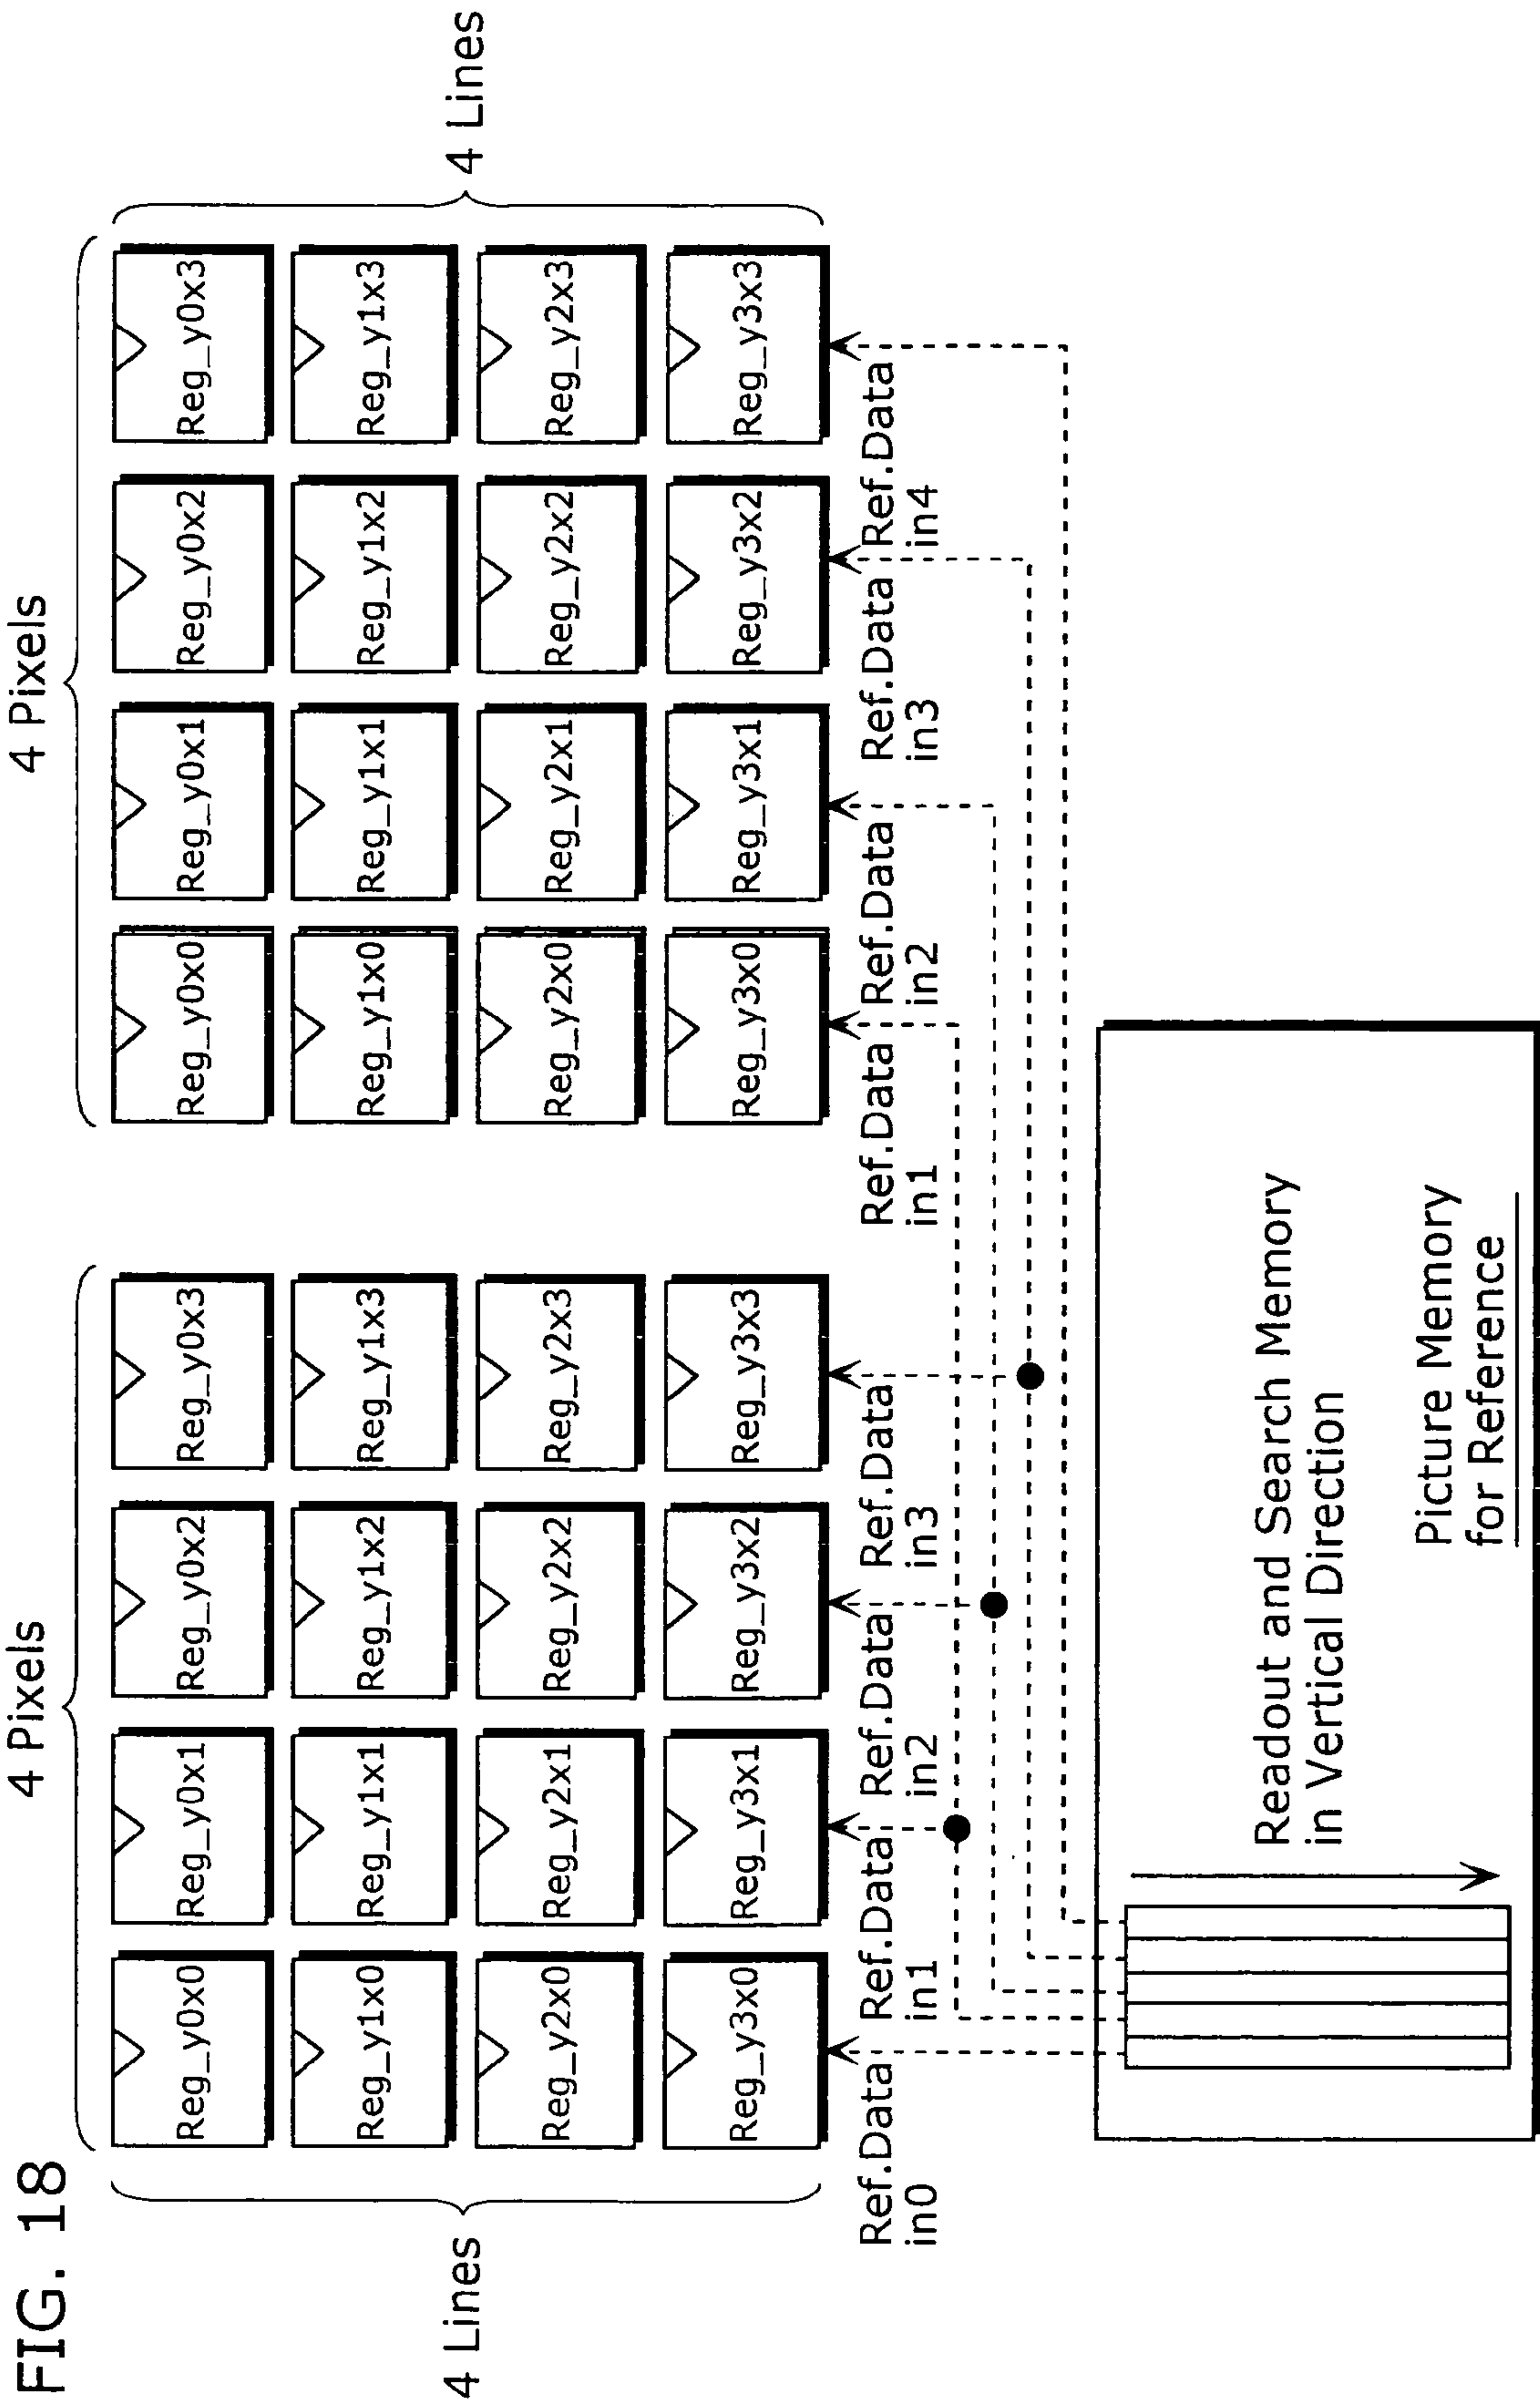 FIG. 18
4 Pixels
4 Pixels
4 Lines
4 Lines
Reg_y0x0
Reg_y0x1
Reg_y0x2
Reg_y0x3
Reg_y1x0
Reg_y1x1
Reg_y1x2
Reg_y1x3
Reg_y2x0
Reg_y2x1
Reg_y2x2
Reg_y2x3
Reg_y3x0
Reg_y3x1
Reg_y3x2
Reg_y3x3
Reg_y0x0
Reg_y0x1
Reg_y0x2
Reg_y0x3
Reg_y1x0
Reg_y1x1
Reg_y1x2
Reg_y1x3
Reg_y2x0
Reg_y2x1
Reg_y2x2
Reg_y2x3
Reg_y3x0
Reg_y3x1
Reg_y3x2
Reg_y3x3
Ref.Data
in0
Ref.Data
in1
Ref.Data
in2
Ref.Data
in3
Ref.Data
in1
Ref.Data
in2
Ref.Data
in3
Ref.Data
in4
Readout and Search Memory
in Vertical Direction
Picture Memory
for Reference